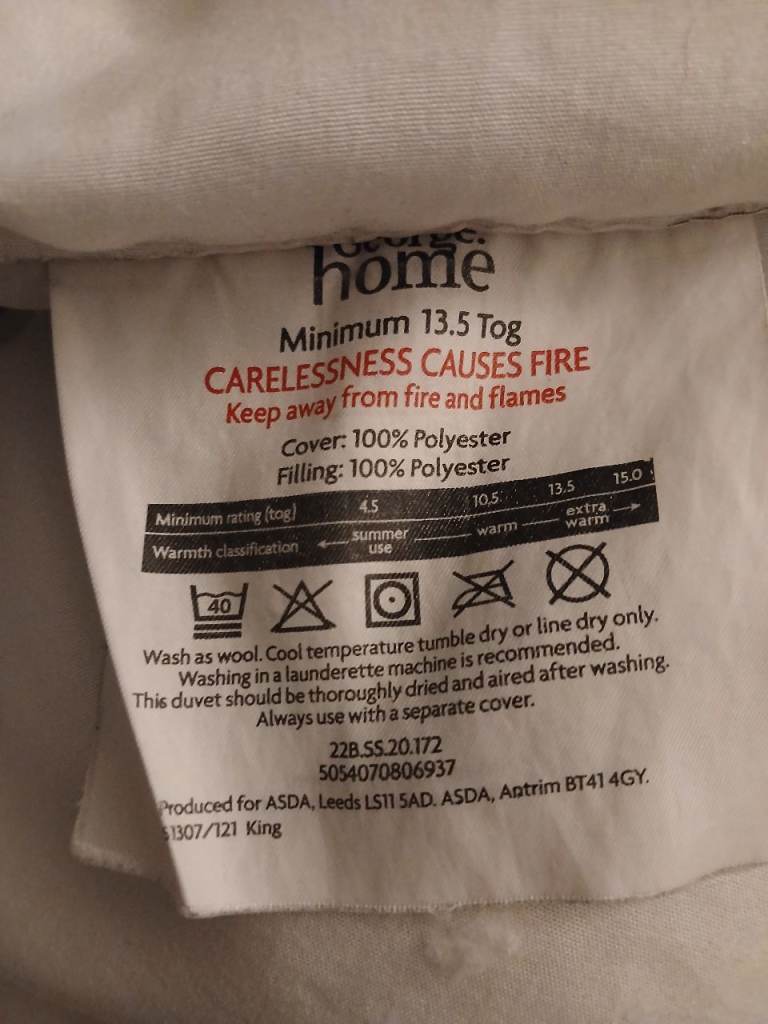 George.
home
Minimum 13.5 Tog
CARELESSNESS CAUSES FIRE
Keep away from fire and flames
Cover: 100% Polyester
Filling: 100% Polyester
Minimum rating (tog) 4.5 10.5 13.5 15.0
Warmth classification summer use warm extra warm
40
Wash as wool. Cool temperature tumble dry or line dry only.
Washing in a launderette machine is recommended.
This duvet should be thoroughly dried and aired after washing.
Always use with a separate cover.
22B.SS.20.172
5054070806937
Produced for ASDA, Leeds LS11 5AD. ASDA, Antrim BT41 4GY.
51307/121 King